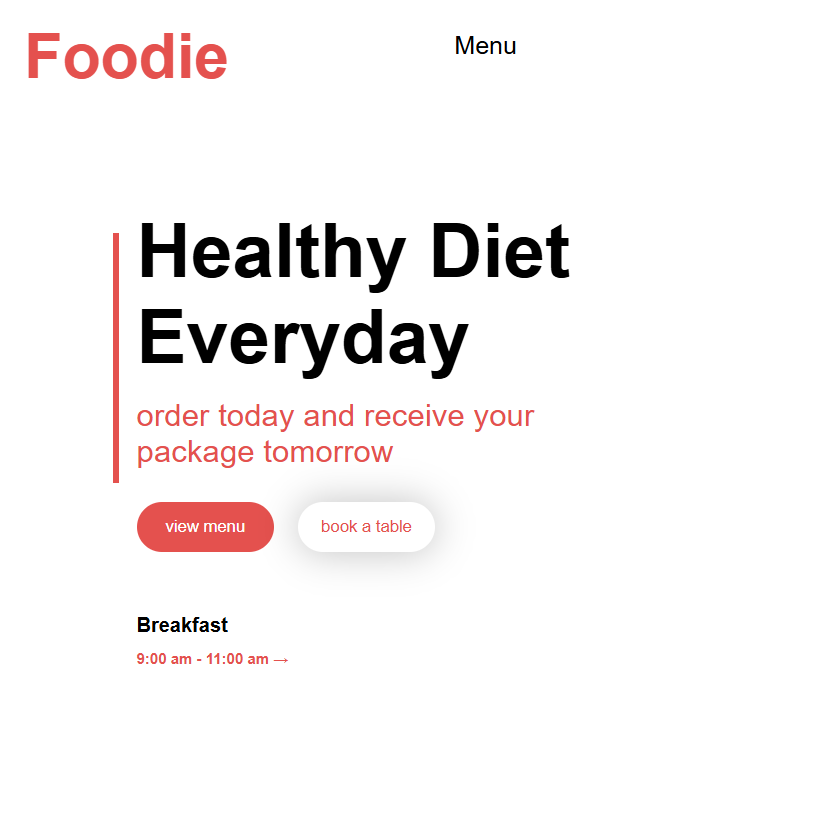 Foodie
Menu
Healthy Diet
Everyday
order today and receive your
package tomorrow
view menu
book a table
Breakfast
9:00 am - 11:00 am →